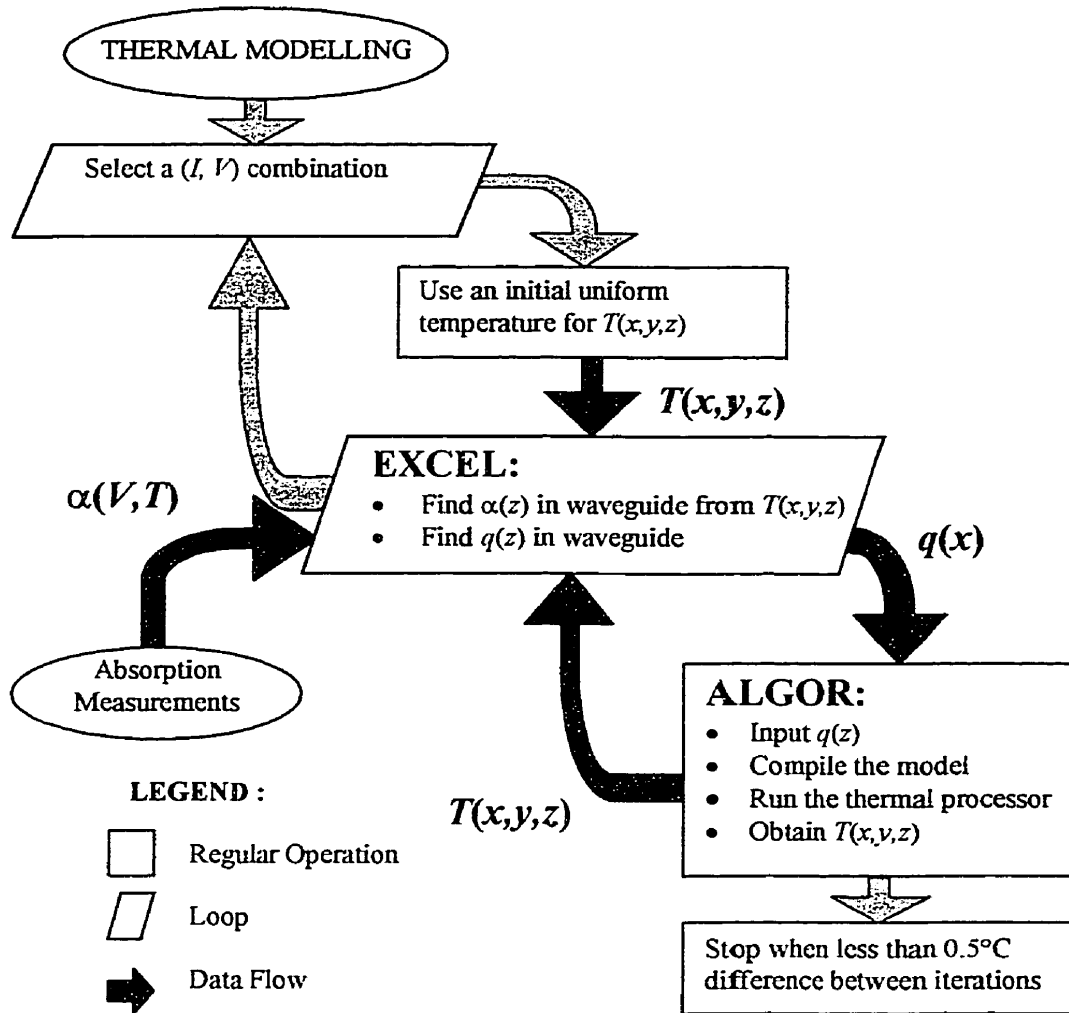 THERMAL MODELLING
Select a (I, V) combination
Use an initial uniform
temperature for T(x,y,z)
T(x,y,z)
EXCEL:
• Find α(z) in waveguide from T(x,y,z)
• Find q(z) in waveguide
α(V,T)
q(x)
Absorption
Measurements
ALGOR:
• Input q(z)
• Compile the model
• Run the thermal processor
• Obtain T(x,y,z)
T(x,y,z)
Stop when less than 0.5°C
difference between iterations
LEGEND :
Regular Operation
Loop
Data Flow